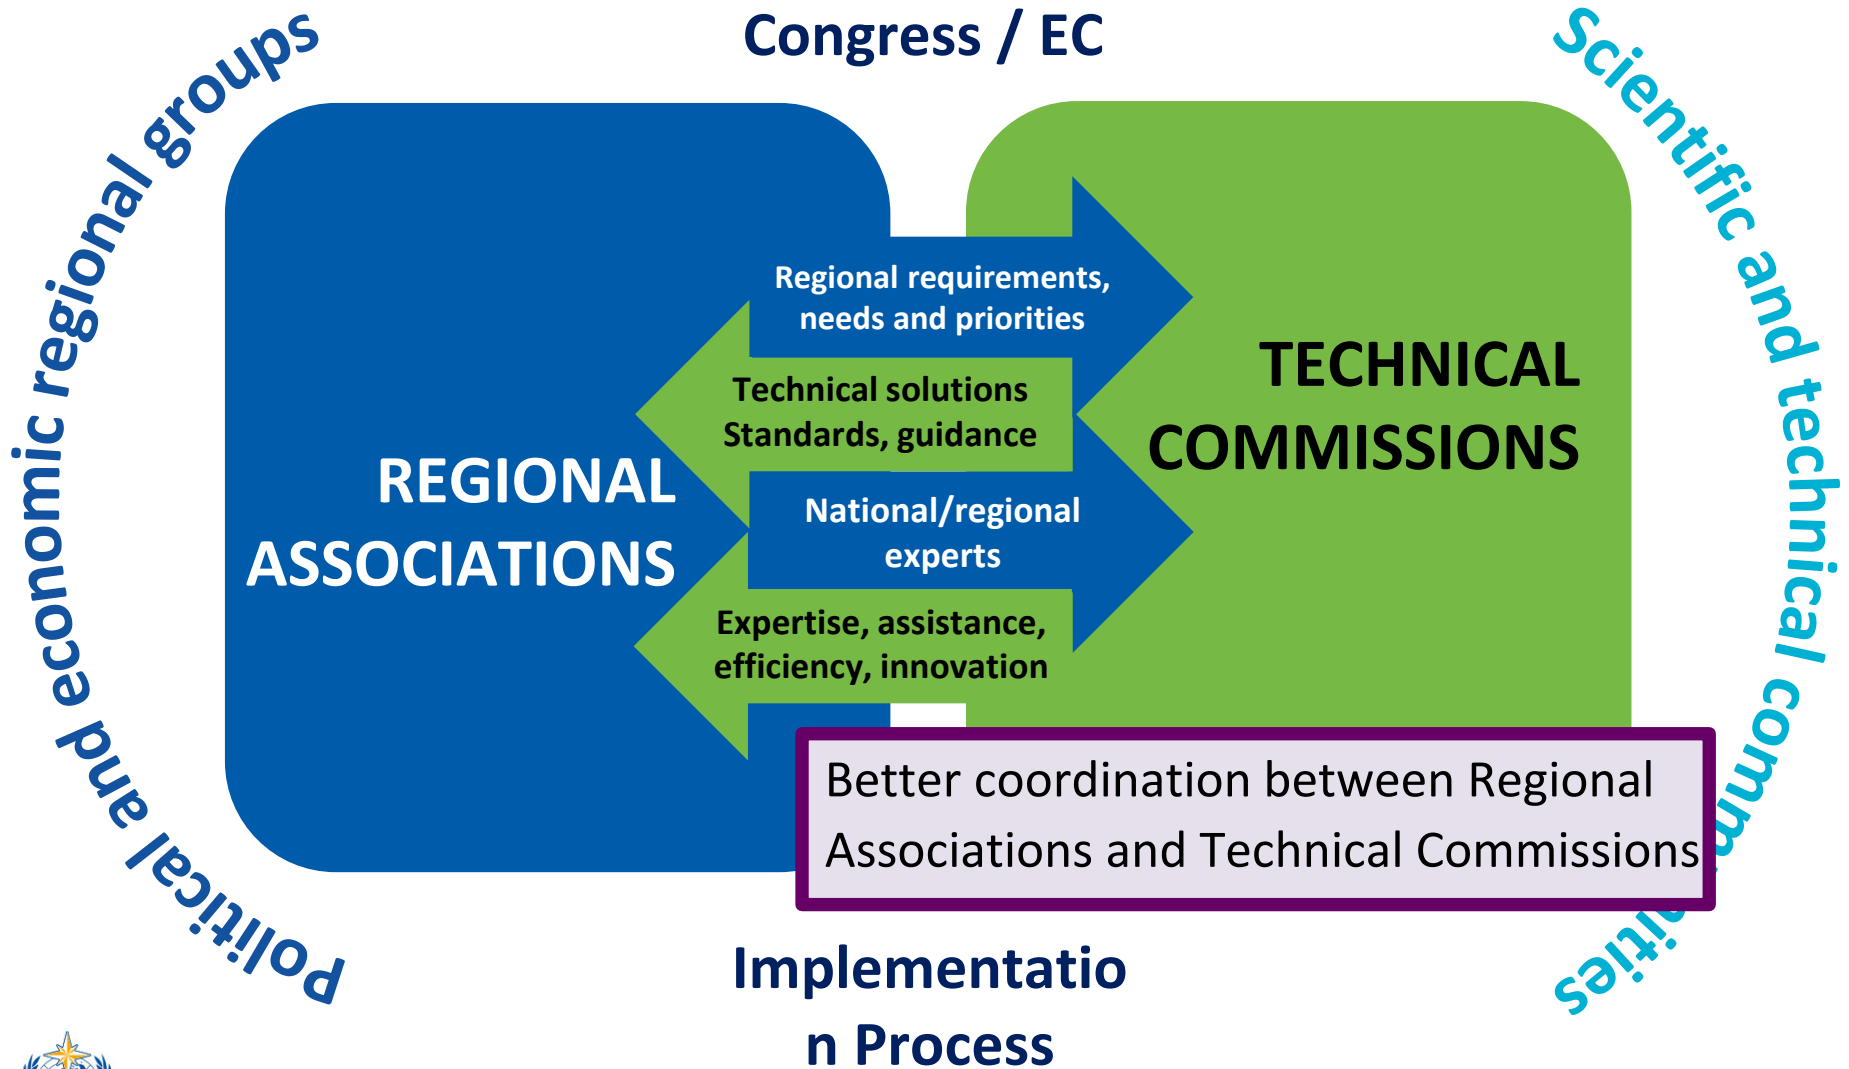 Congress / EC
Political and economic regional groups
Scientific and technical comm nities
Regional requirements,
needs and priorities
Technical solutions
Standards, guidance
National/regional
experts
Expertise, assistance,
efficiency, innovation
REGIONAL
ASSOCIATIONS
TECHNICAL
COMMISSIONS
Better coordination between Regional
Associations and Technical Commissions
Implementatio
n Process